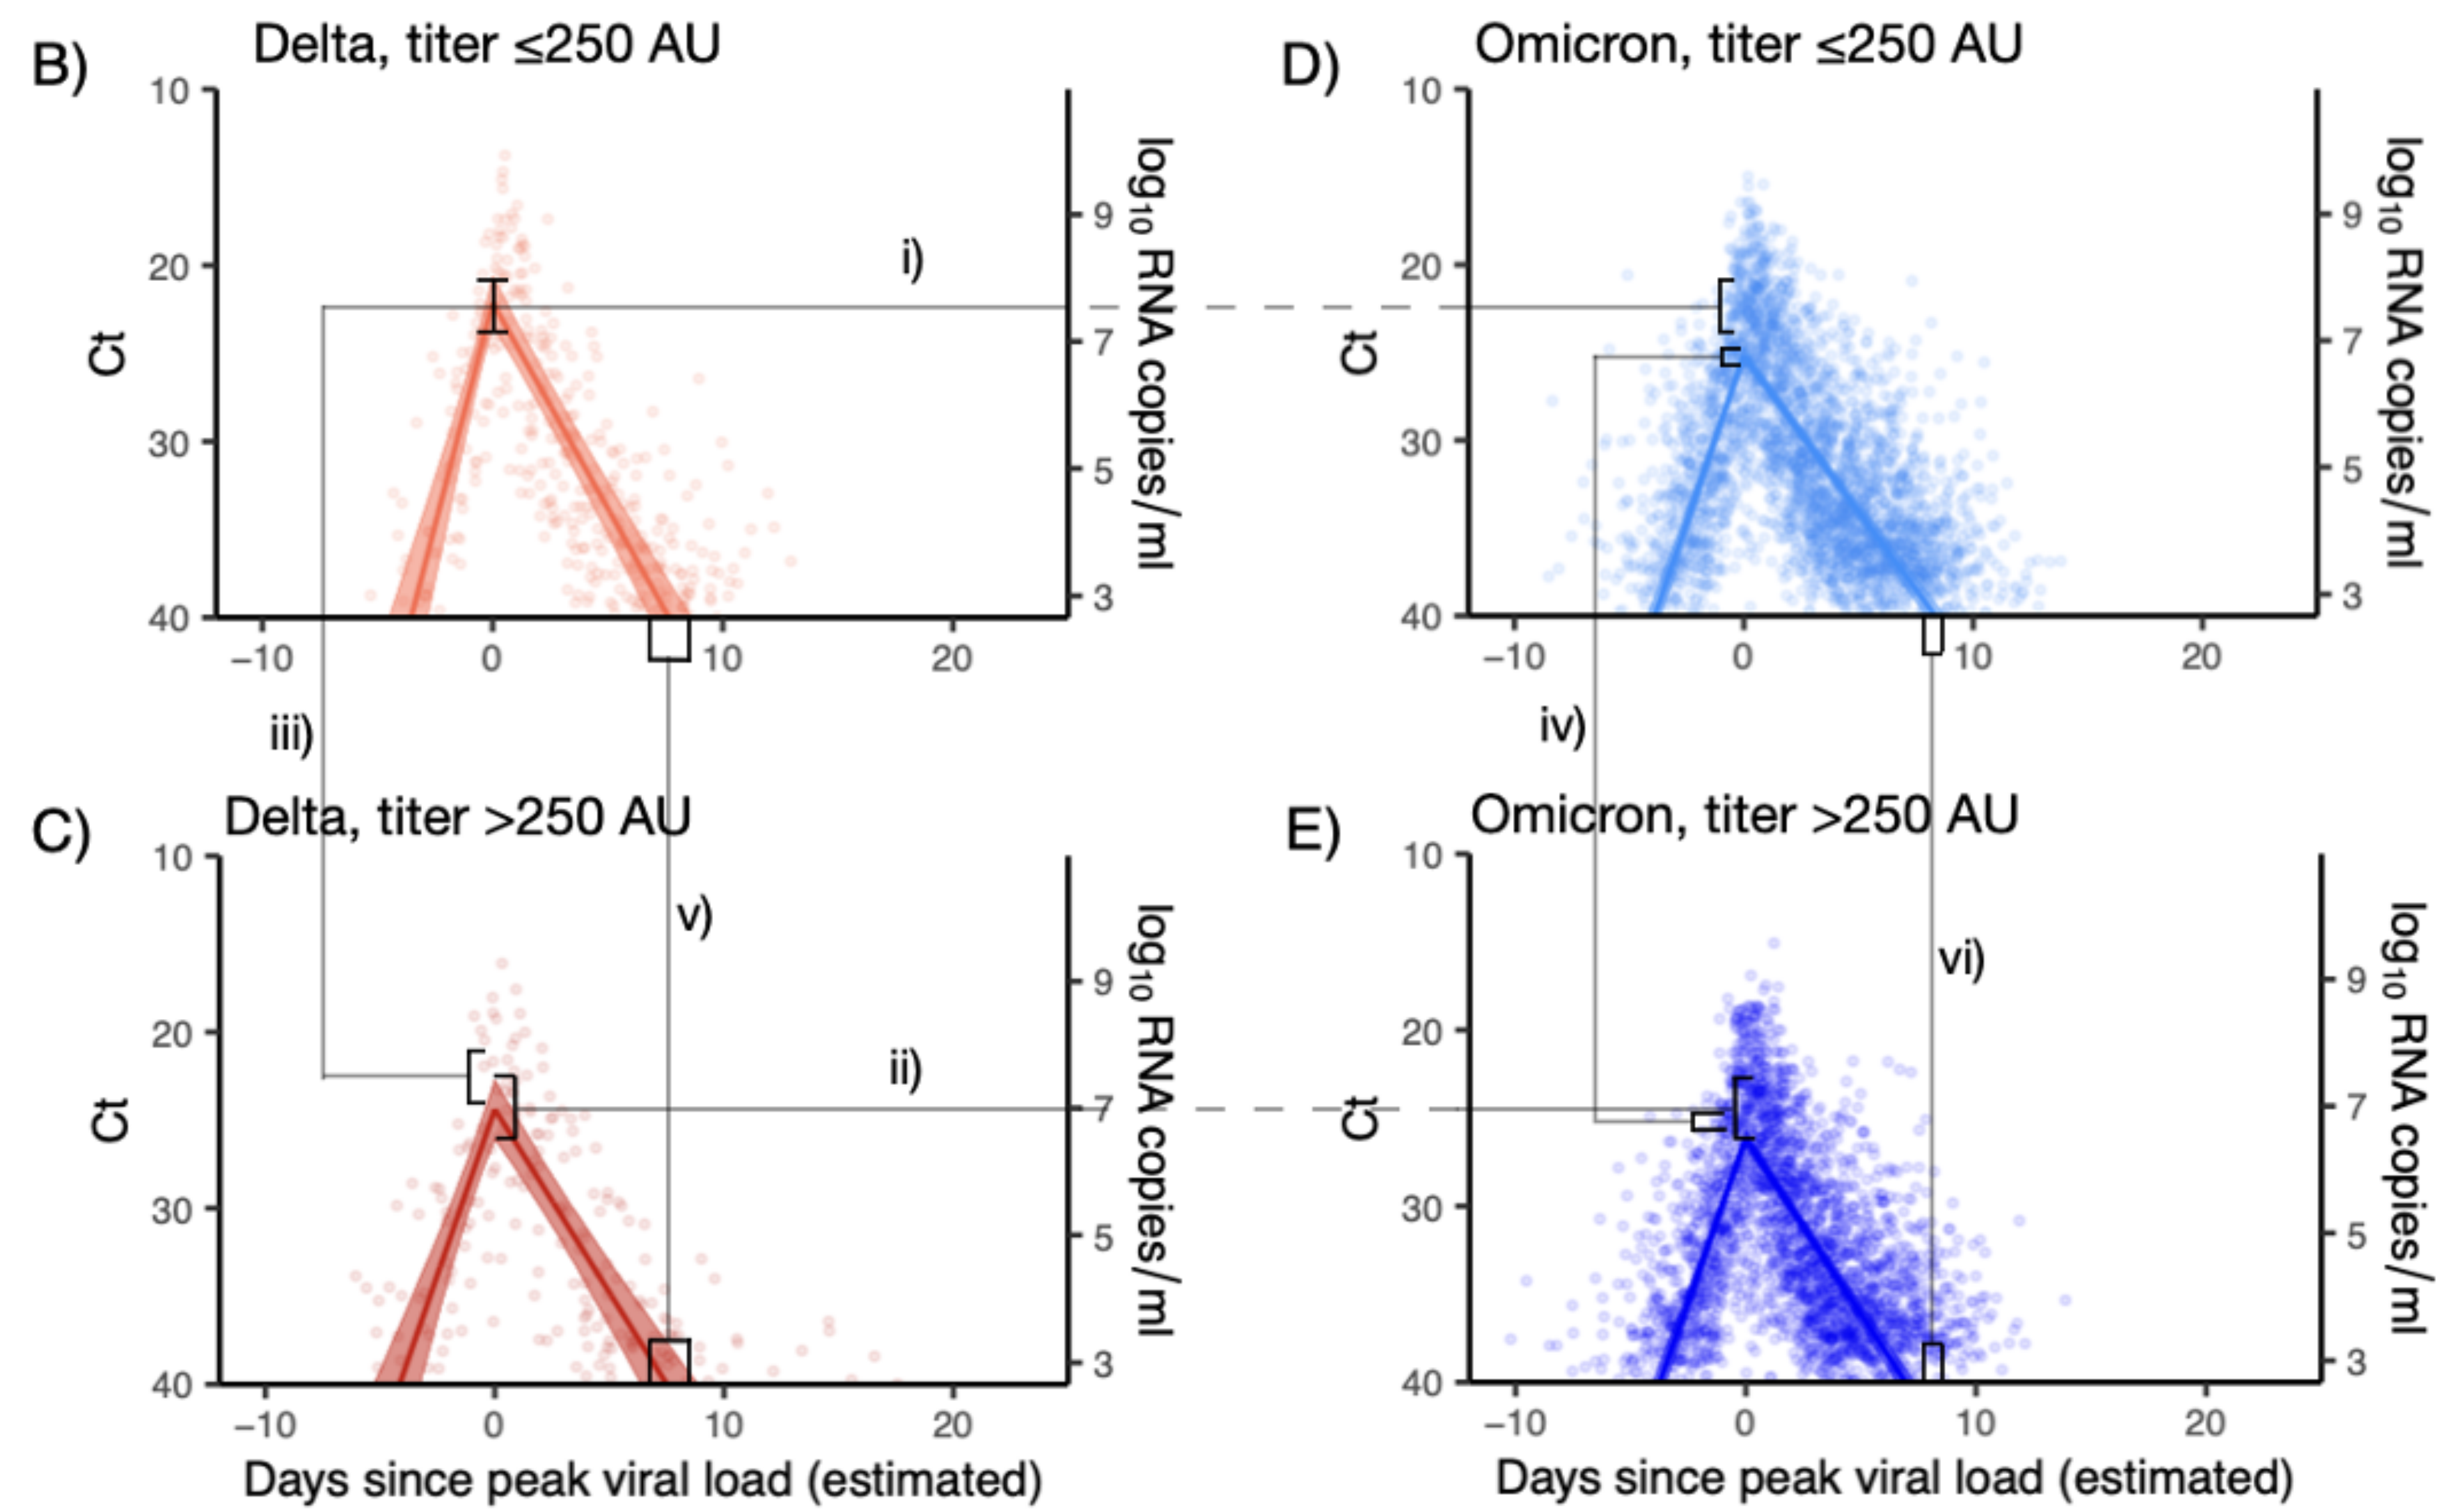 B)
Delta, titer ≤250 AU
10
20
30
40
Ct
−10
0
10
20
9
7
5
3
log10 RNA copies/ml
i)
D)
Omicron, titer ≤250 AU
10
20
30
40
Ct
−10
0
10
20
9
7
5
3
log10 RNA copies/ml
iii)
iv)
C)
Delta, titer >250 AU
10
20
30
40
Ct
−10
0
10
20
9
7
5
3
log10 RNA copies/ml
v)
ii)
Days since peak viral load (estimated)
E)
Omicron, titer >250 AU
10
20
30
40
Ct
−10
0
10
20
9
7
5
3
log10 RNA copies/ml
vi)
Days since peak viral load (estimated)